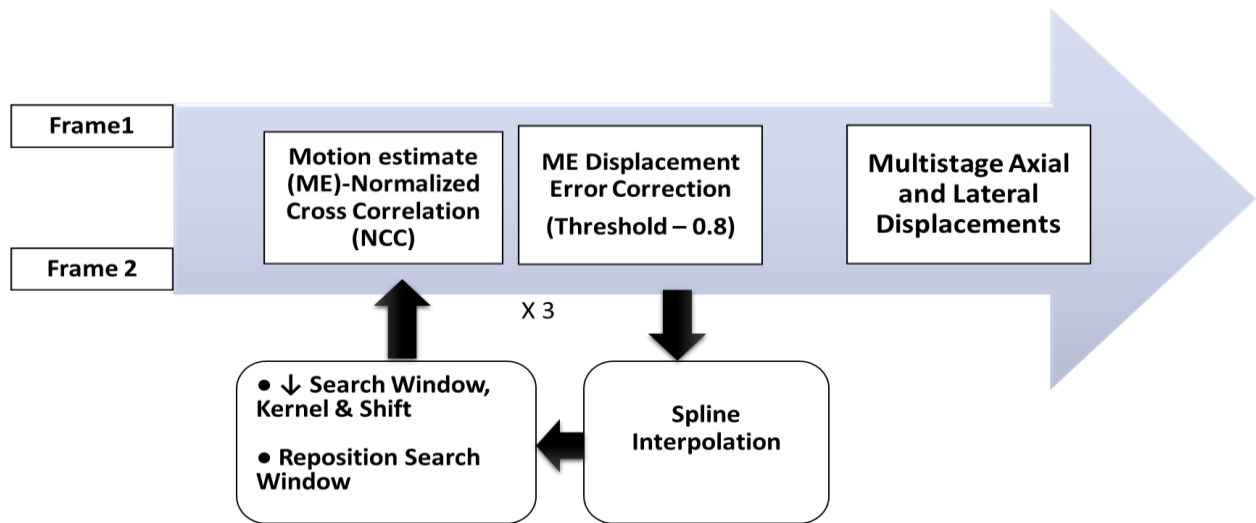 Frame1
Frame 2
Motion estimate
(ME)-Normalized
Cross Correlation
(NCC)
ME Displacement
Error Correction
(Threshold – 0.8)
Multistage Axial
and Lateral
Displacements
X 3
● ↓ Search Window,
Kernel & Shift
● Reposition Search
Window
Spline
Interpolation